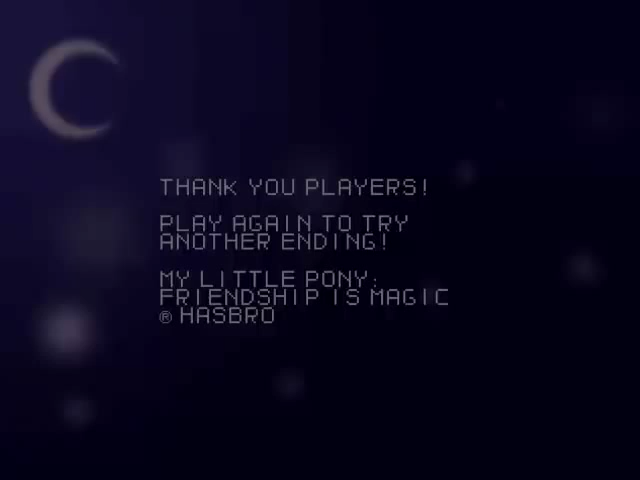 THANK YOU PLAYERS!
PLAY AGAIN TO TRY
ANOTHER ENDING!
MY LITTLE PONY:
FRIENDSHIP IS MAGIC
® HASBRO